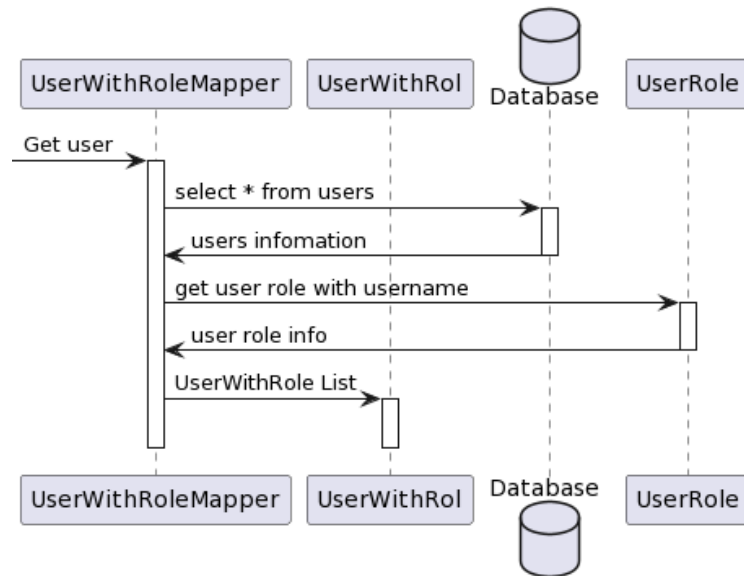 UserWithRoleMapper
UserWithRol
Database
UserRole
Get user
select * from users
users infomation
get user role with username
user role info
UserWithRole List
UserWithRoleMapper
UserWithRol
Database
UserRole